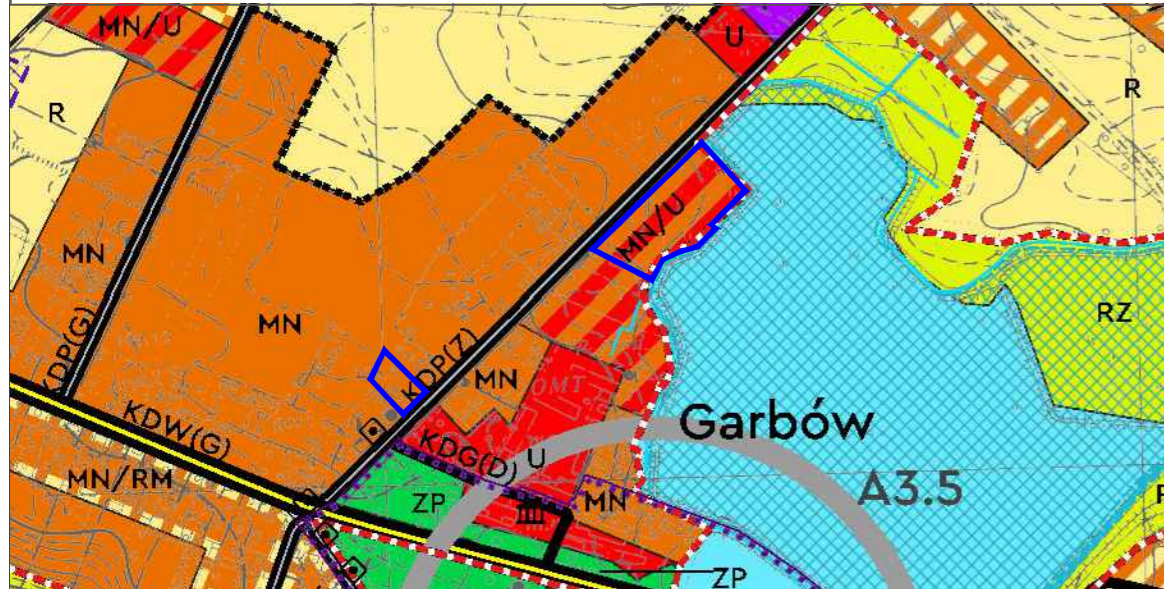 MN/U
U
R
R
MN
MN/U
RZ
MN
KDP(G)
KDP(Z)
MN
KDW(G)
Garbów
KDG(D)
U
A3.5
MN/RM
ZP
MN
ZP